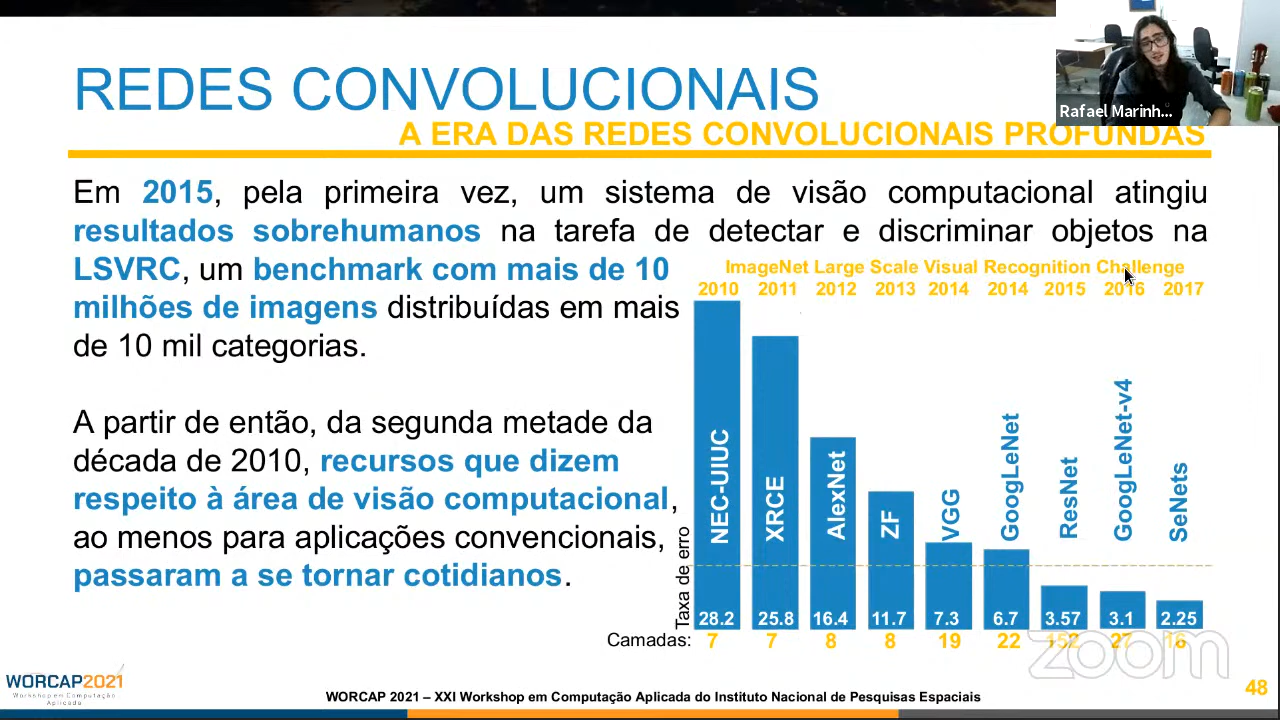 REDES CONVOLUCIONAIS
Rafael Marinh...
A ERA DAS REDES CONVOLUCIONAIS PROFUNDAS
Em 2015, pela primeira vez, um sistema de visão computacional atingiu
resultados sobrehumanos na tarefa de detectar e discriminar objetos na
LSVRC, um benchmark com mais de 10
milhões de imagens distribuídas em mais
de 10 mil categorias.
A partir de então, da segunda metade da
década de 2010, recursos que dizem
respeito à área de visão computacional,
ao menos para aplicações convencionais,
passaram a se tornar cotidianos.
ImageNet Large Scale Visual Recognition Challenge
2010 2011 2012 2013 2014 2014 2015 2016 2017
NEC-UIUC
XRCE
AlexNet
ZF
VGG
GoogLeNet
ResNet
GoogLeNet-v4
SeNets
Taxa de erro
28.2 25.8 16.4 11.7 7.3 6.7 3.57 3.1 2.25
Camadas: 7 7 8 8 19 22 152 27 16
zoom
WORCAP2021
Workshop em Computação
Aplicada
WORCAP 2021 – XXI Workshop em Computação Aplicada do Instituto Nacional de Pesquisas Espaciais
48